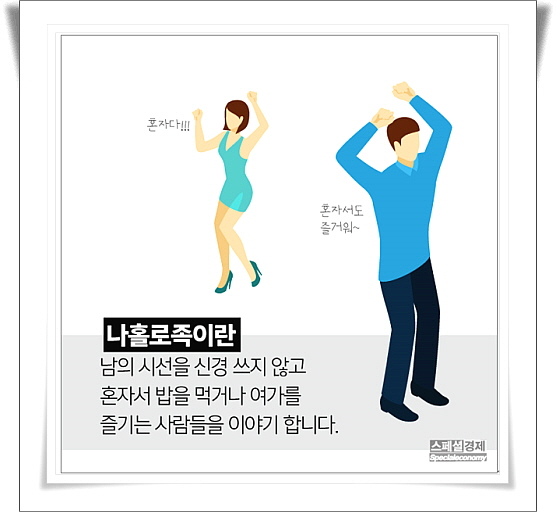 혼자다!!!
혼자서도
즐거워~
나홀로족이란
남의 시선을 신경 쓰지 않고
혼자서 밥을 먹거나 여가를
즐기는 사람들을 이야기 합니다.
스페셜경제
Specialeconomy